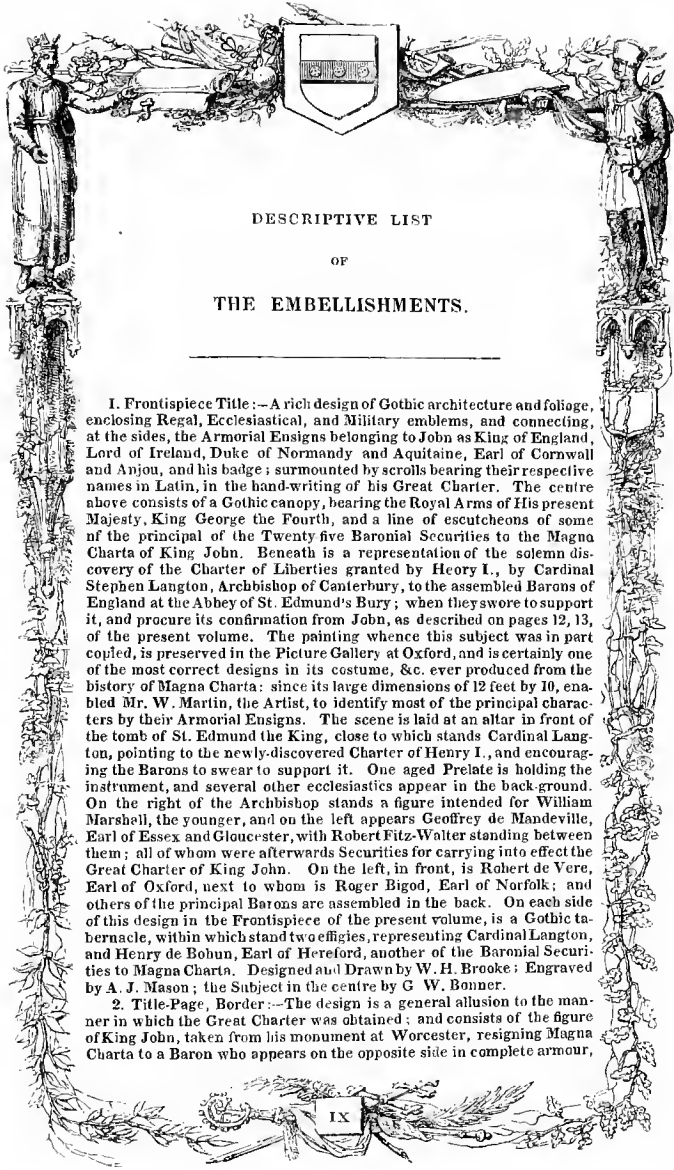 DESCRIPTIVE LIST
OF
THE EMBELLISHMENTS.
1. Frontispiece Title:—A rich design of Gothic architecture and foliage,
enclosing Regal, Ecclesiastical, and Military emblems, and connecting,
at the sides, the Armorial Ensigns belonging to John as King of England,
Lord of Ireland, Duke of Normandy and Aquitaine, Earl of Cornwall
and Anjou, and his badge; surmounted by scrolls bearing their respective
names in Latin, in the hand-writing of his Great Charter. The centre
above consists of a Gothic canopy, bearing the Royal Arms of His present
Majesty, King George the Fourth, and a line of escutcheons of some
of the principal of the Twenty-five Baronial Securities to the Magna
Charta of King John. Beneath is a representation of the solemn dis-
covery of the Charter of Liberties granted by Henry I., by Cardinal
Stephen Langton, Archbishop of Canterbury, to the assembled Barons of
England at the Abbey of St. Edmund's Bury; when they swore to support
it, and procure its confirmation from John, as described on pages 12, 13,
of the present volume. The painting whence this subject was in part
copied, is preserved in the Picture Gallery at Oxford, and is certainly one
of the most correct designs in its costume, &c. ever produced from the
history of Magna Charta: since its large dimensions of 12 feet by 10, ena-
bled Mr. W. Martin, the Artist, to identify most of the principal charac-
ters by their Armorial Ensigns. The scene is laid at an altar in front of
the tomb of St. Edmund the King, close to which stands Cardinal Lang-
ton, pointing to the newly-discovered Charter of Henry I., and encourag-
ing the Barons to swear to support it. One aged Prelate is holding the
instrument, and several other ecclesiastics appear in the back-ground.
On the right of the Archbishop stands a figure intended for William
Marshall, the younger, and on the left appears Geoffrey de Mandeville,
Earl of Essex and Gloucester, with Robert Fitz-Walter standing between
them; all of whom were afterwards Securities for carrying into effect the
Great Charter of King John. On the left, in front, is Robert de Vere,
Earl of Oxford, next to whom is Roger Bigod, Earl of Norfolk; and
others of the principal Barons are assembled in the back. On each side
of this design in the Frontispiece of the present volume, is a Gothic ta-
bernacle, within which stand two effigies, representing Cardinal Langton,
and Henry de Bohun, Earl of Hereford, another of the Baronial Securi-
ties to Magna Charta. Designed and Drawn by W. H. Brooke; Engraved
by A. J. Mason; the Subject in the centre by G W. Bonner.
2. Title-Page, Border:—The design is a general allusion to the man-
ner in which the Great Charter was obtained; and consists of the figure
of King John, taken from his monument at Worcester, resigning Magna
Charta to a Baron who appears on the opposite side in complete armour,
IX